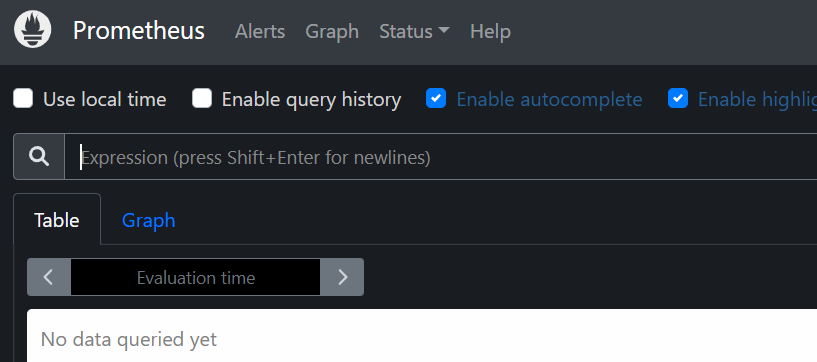 Prometheus Alerts Graph Status Help
Use local time Enable query history Enable autocomplete Enable highlig
Expression (press Shift+Enter for newlines)
Table Graph
Evaluation time
No data queried yet